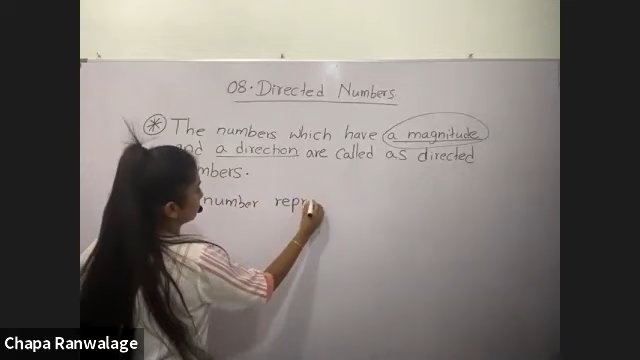 08. Directed Numbers
* The numbers which have a magnitude
and a direction are called as directed
mbers.
number repr
Chapa Ranwalage